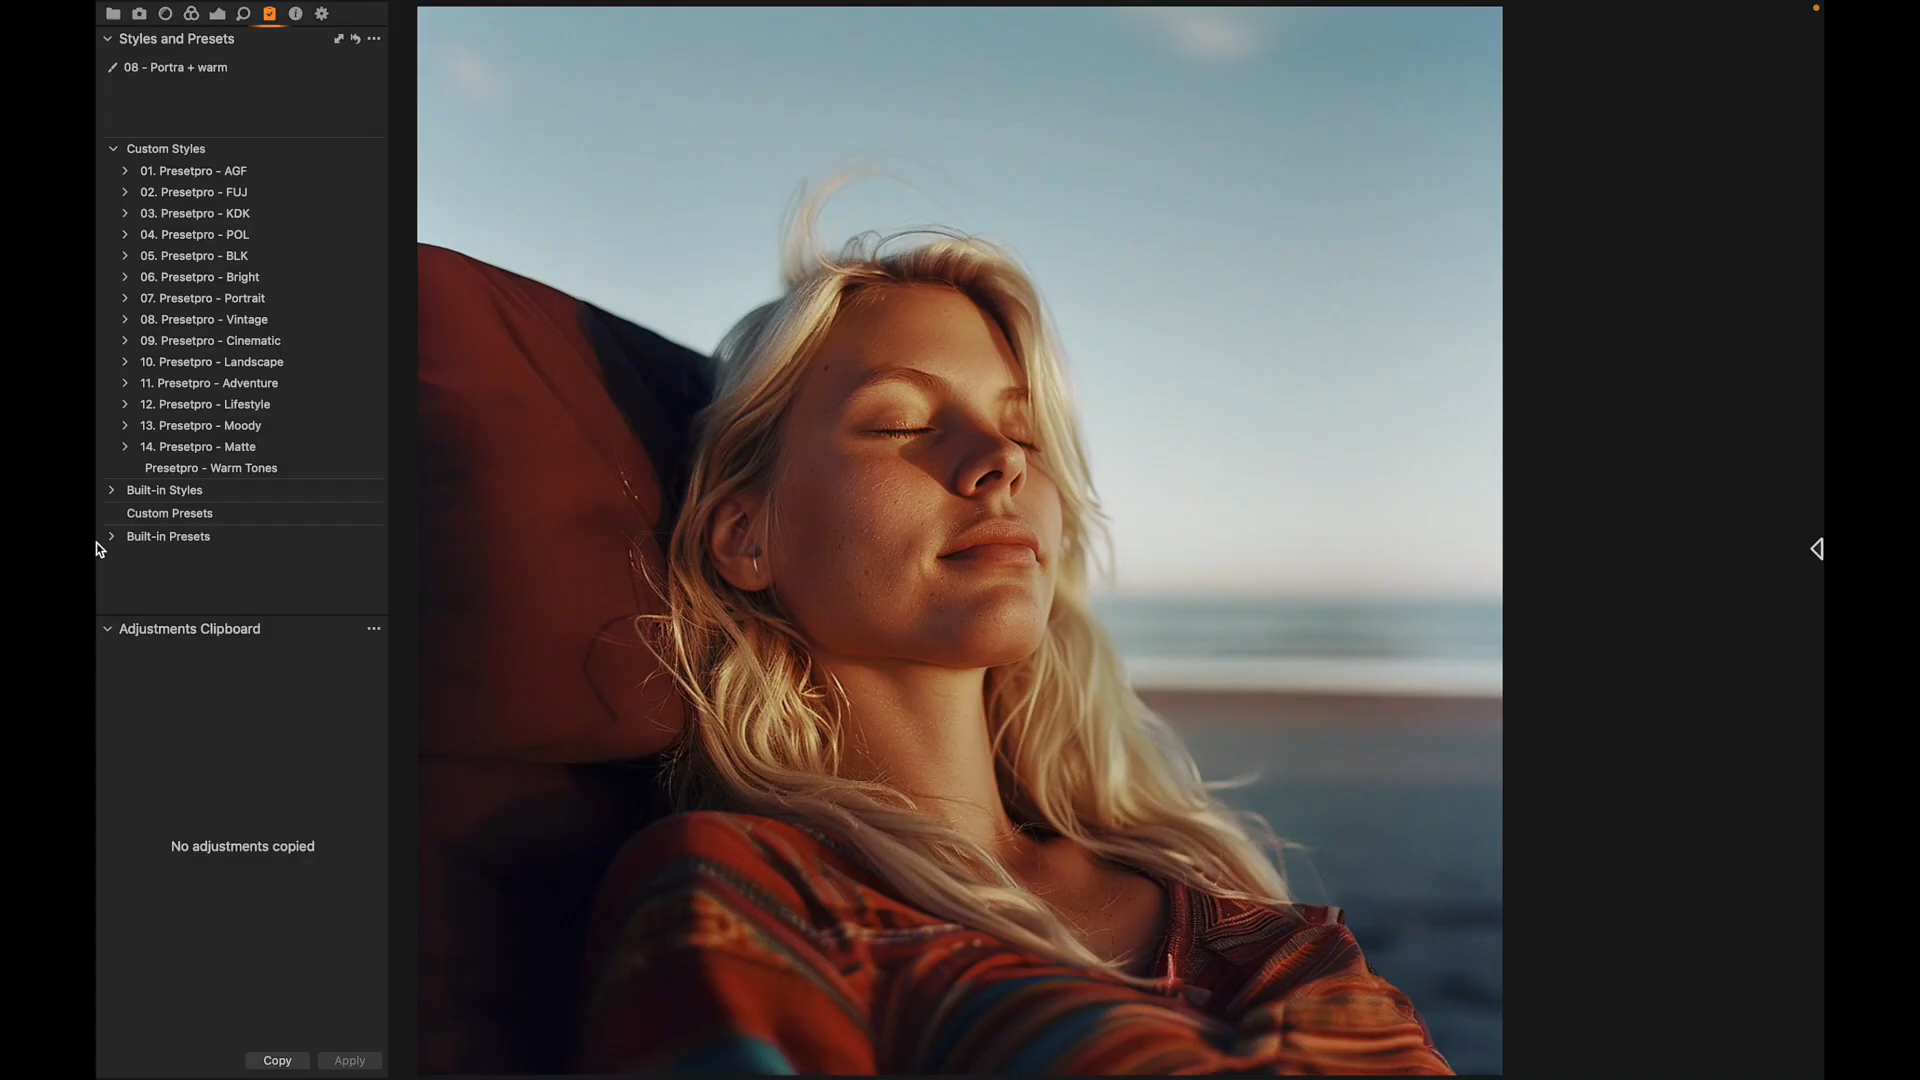 Styles and Presets
08 - Portra + warm
Custom Styles
01. Presetpro - AGF
02. Presetpro - FUJ
03. Presetpro - KDK
04. Presetpro - POL
05. Presetpro - BLK
06. Presetpro - Bright
07. Presetpro - Portrait
08. Presetpro - Vintage
09. Presetpro - Cinematic
10. Presetpro - Landscape
11. Presetpro - Adventure
12. Presetpro - Lifestyle
13. Presetpro - Moody
14. Presetpro - Matte
Presetpro - Warm Tones
Built-in Styles
Custom Presets
Built-in Presets
Adjustments Clipboard
No adjustments copied
Copy Apply